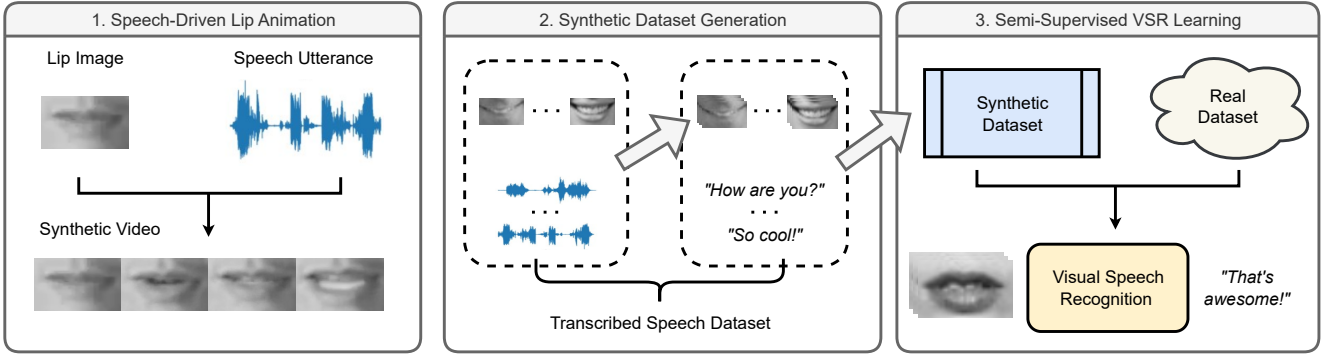 1. Speech-Driven Lip Animation
Lip Image
Speech Utterance
Synthetic Video
2. Synthetic Dataset Generation
"How are you?"
...
"So cool!"
Transcribed Speech Dataset
3. Semi-Supervised VSR Learning
Synthetic
Dataset
Real
Dataset
Visual Speech
Recognition
"That's
awesome!"